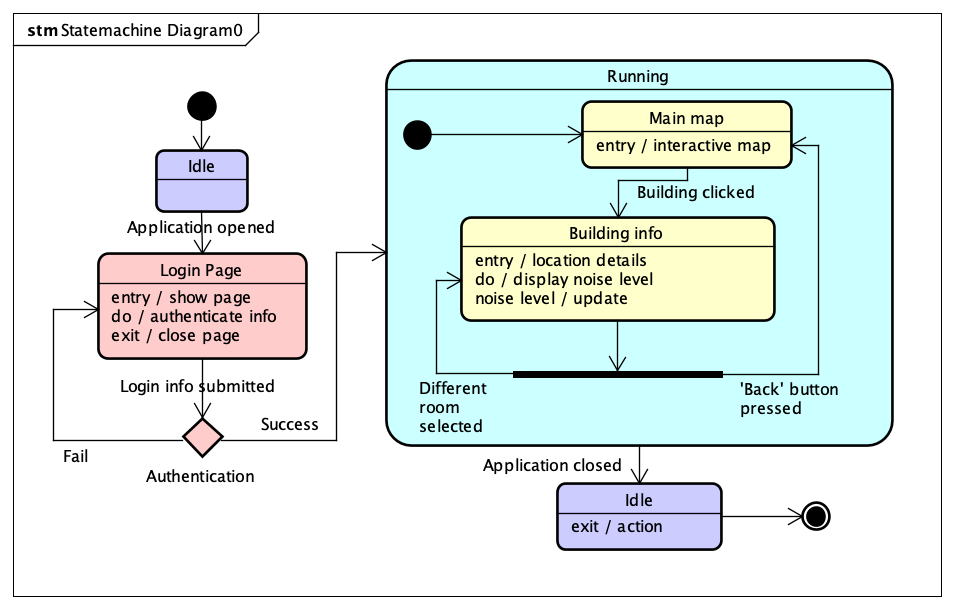 stm Statemachine Diagram0
Idle
Application opened
Login Page
entry / show page
do / authenticate info
exit / close page
Login info submitted
Fail
Authentication
Success
Running
Main map
entry / interactive map
Building clicked
Building info
entry / location details
do / display noise level
noise level / update
Different
room
selected
'Back' button
pressed
Application closed
Idle
exit / action